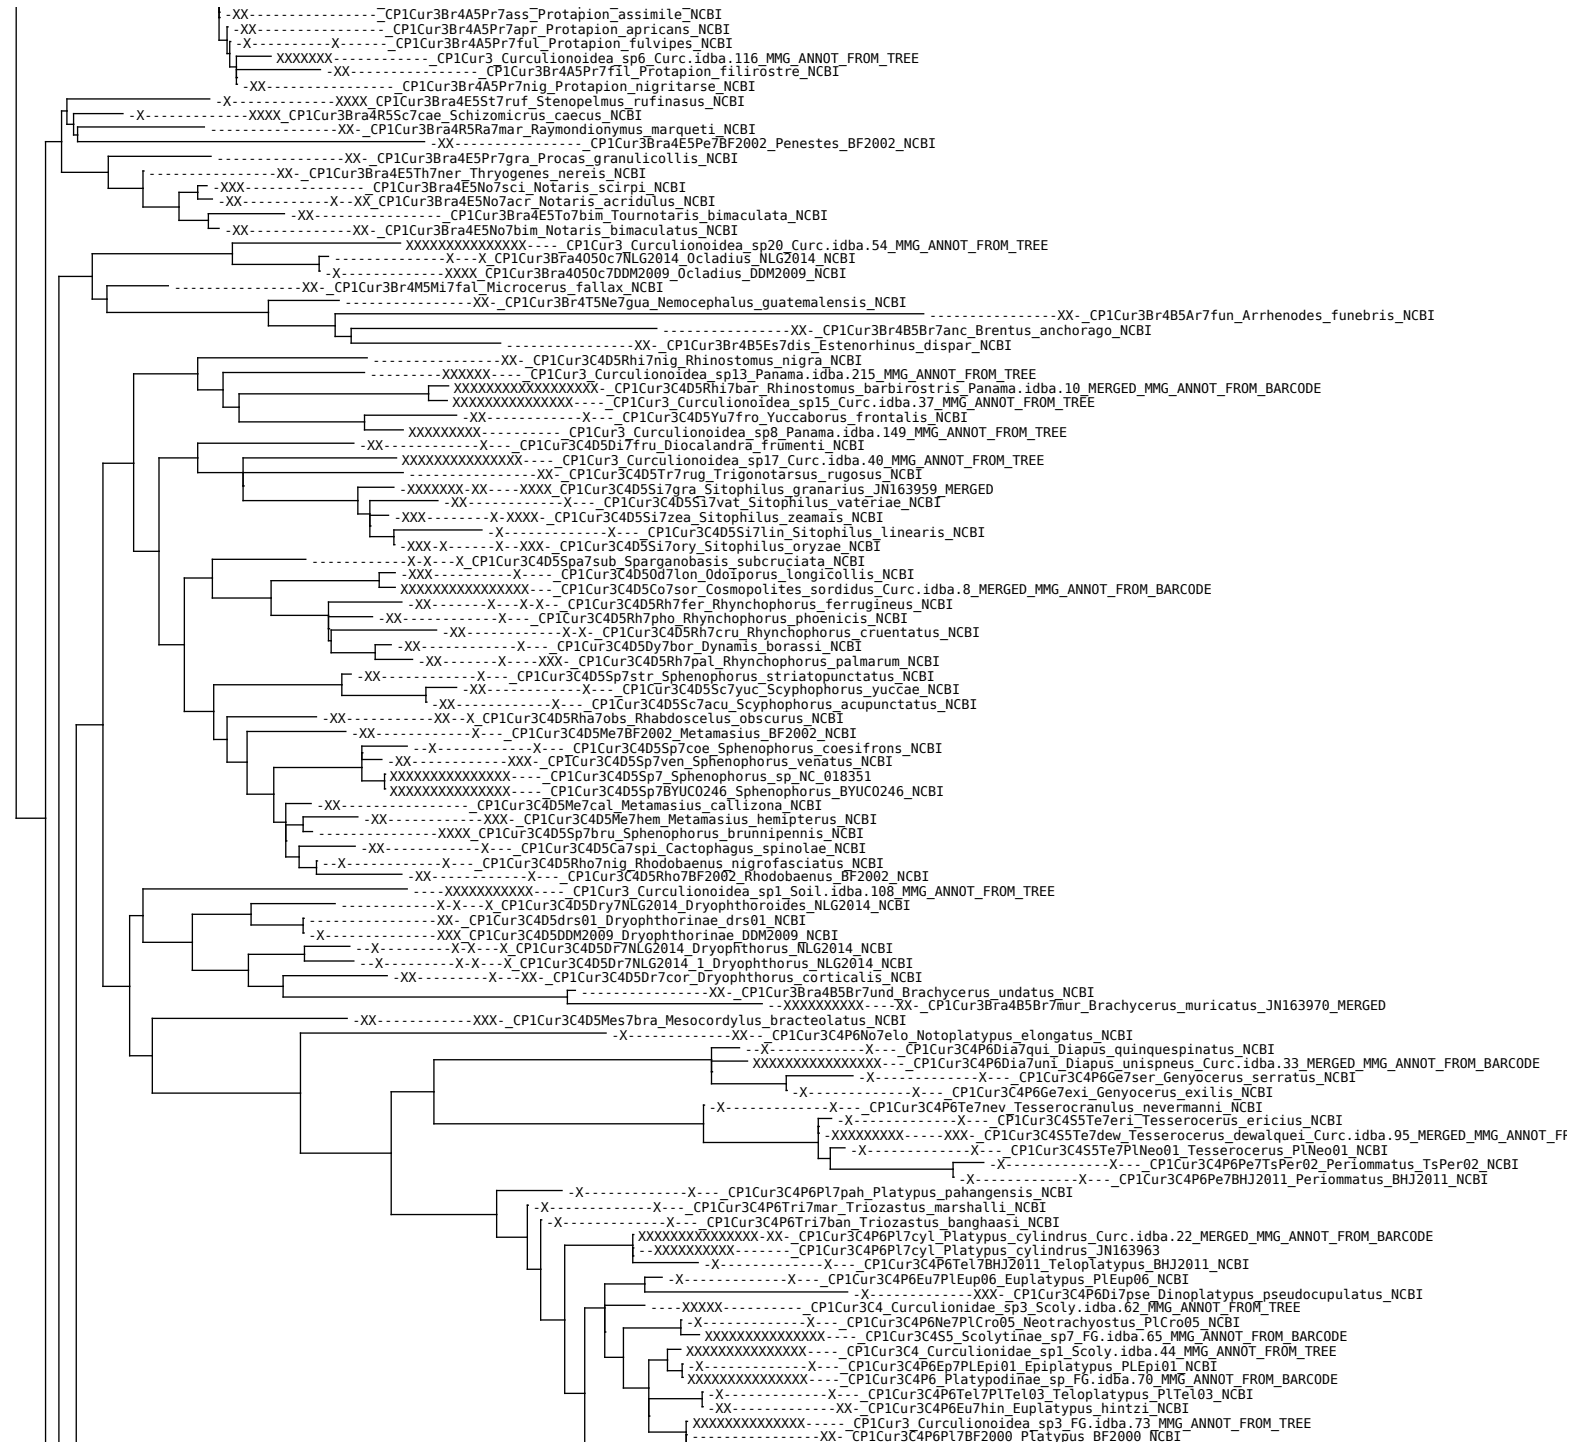 -XX----------------_CP1Cur3Br4A5Pr7ass_Protapion_assimile_NCBI
-XX----------------_CP1Cur3Br4A5Pr7apr_Protapion_apricans_NCBI
-X----------X------_CP1Cur3Br4A5Pr7ful_Protapion_fulvipes_NCBI
XXXXXXX------------_CP1Cur3_Curculionoidea_sp6_Curc.idba.116_MMG_ANNOT_FROM_TREE
-XX----------------_CP1Cur3Br4A5Pr7fil_Protapion_filirostre_NCBI
-XX----------------_CP1Cur3Br4A5Pr7nig_Protapion_nigritarse_NCBI
-X-------------XXXX_CP1Cur3Bra4E5St7ruf_Stenopelmus_rufinasus_NCBI
-X-------------XXXX_CP1Cur3Bra4R5Sc7cae_Schizomicrus_caecus_NCBI
----------------XX-_CP1Cur3Bra4R5Ra7mar_Raymondionymus_marqueti_NCBI
-XX----------------_CP1Cur3Bra4E5Pe7BF2002_Penestes_BF2002_NCBI
----------------XX-_CP1Cur3Bra4E5Pr7gra_Procas_granulicollis_NCBI
----------------XX-_CP1Cur3Bra4E5Th7ner_Thryogenes_nereis_NCBI
-XXX---------------_CP1Cur3Bra4E5No7sci_Notaris_scirpi_NCBI
-XX-----------X--XX_CP1Cur3Bra4E5No7acr_Notaris_acridulus_NCBI
-XX----------------_CP1Cur3Bra4E5To7bim_Tournotaris_bimaculata_NCBI
-XX-------------XX-_CP1Cur3Bra4E5No7bim_Notaris_bimaculatus_NCBI
XXXXXXXXXXXXXXX----_CP1Cur3_Curculionoidea_sp20_Curc.idba.54_MMG_ANNOT_FROM_TREE
--------------X---X_CP1Cur3Bra4O5Oc7NLG2014_Ocladius_NLG2014_NCBI
-X-------------XXXX_CP1Cur3Bra4O5Oc7DDM2009_Ocladius_DDM2009_NCBI
----------------XX-_CP1Cur3Br4M5Mi7fal_Microcerus_fallax_NCBI
----------------XX-_CP1Cur3Br4T5Ne7gua_Nemocephalus_guatemalensis_NCBI
----------------XX-_CP1Cur3Br4B5Ar7fun_Arrhenodes_funebris_NCBI
----------------XX-_CP1Cur3Br4B5Br7anc_Brentus_anchorago_NCBI
----------------XX-_CP1Cur3Br4B5Es7dis_Estenorhinus_dispar_NCBI
----------------XX-_CP1Cur3C4D5Rhi7nig_Rhinostomus_nigra_NCBI
---------XXXXXX----_CP1Cur3_Curculionoidea_sp13_Panama.idba.215_MMG_ANNOT_FROM_TREE
XXXXXXXXXXXXXXXXXX-_CP1Cur3C4D5Rhi7bar_Rhinostomus_barbirostris_Panama.idba.10_MERGED_MMG_ANNOT_FROM_BARCODE
XXXXXXXXXXXXXXX----_CP1Cur3_Curculionoidea_sp15_Curc.idba.37_MMG_ANNOT_FROM_TREE
-XX------------X---_CP1Cur3C4D5Yu7fro_Yuccaborus_frontalis_NCBI
XXXXXXXXX----------_CP1Cur3_Curculionoidea_sp8_Panama.idba.149_MMG_ANNOT_FROM_TREE
-XX------------X---_CP1Cur3C4D5Di7fru_Diocalandra_frumenti_NCBI
XXXXXXXXXXXXXXX----_CP1Cur3_Curculionoidea_sp17_Curc.idba.40_MMG_ANNOT_FROM_TREE
----------------XX-_CP1Cur3C4D5Tr7rug_Trigonotarsus_rugosus_NCBI
-XXXXXXX-XX----XXXX_CP1Cur3C4D5Si7gra_Sitophilus_granarius_JN163959_MERGED
-XX------------X---_CP1Cur3C4D5Si7vat_Sitophilus_vateriae_NCBI
-XXX--------X-XXXX-_CP1Cur3C4D5Si7zea_Sitophilus_zeamais_NCBI
-X-------------X---_CP1Cur3C4D5Si7lin_Sitophilus_linearis_NCBI
-XXX-X------X--XXX-_CP1Cur3C4D5Si7ory_Sitophilus_oryzae_NCBI
------------X-X---X_CP1Cur3C4D5Spa7sub_Sparganobasis_subcruciata_NCBI
-XXX----------X----_CP1Cur3C4D5Od7lon_Odoiporus_longicollis_NCBI
XXXXXXXXXXXXXXXX---_CP1Cur3C4D5Co7sor_Cosmopolites_sordidus_Curc.idba.8_MERGED_MMG_ANNOT_FROM_BARCODE
-XX-------X---X-X--_CP1Cur3C4D5Rh7fer_Rhynchophorus_ferrugineus_NCBI
-XX------------X---_CP1Cur3C4D5Rh7pho_Rhynchophorus_phoenicis_NCBI
-XX------------X-X-_CP1Cur3C4D5Rh7cru_Rhynchophorus_cruentatus_NCBI
-XX------------X---_CP1Cur3C4D5Dy7bor_Dynamis_borassi_NCBI
-XX-------X----XXX-_CP1Cur3C4D5Rh7pal_Rhynchophorus_palmarum_NCBI
-XX------------X---_CP1Cur3C4D5Sp7str_Sphenophorus_striatopunctatus_NCBI
-XX------------X---_CP1Cur3C4D5Sc7yuc_Scyphophorus_yuccae_NCBI
-XX------------X---_CP1Cur3C4D5Sc7acu_Scyphophorus_acupunctatus_NCBI
-XX-----------XX--X_CP1Cur3C4D5Rha7obs_Rhabdoscelus_obscurus_NCBI
-XX------------X---_CP1Cur3C4D5Me7BF2002_Metamasius_BF2002_NCBI
--X------------X---_CP1Cur3C4D5Sp7coe_Sphenophorus_coesifrons_NCBI
-XX------------XXX-_CP1Cur3C4D5Sp7ven_Sphenophorus_venatus_NCBI
XXXXXXXXXXXXXXX----_CP1Cur3C4D5Sp7_Sphenophorus_sp_NC_018351
XXXXXXXXXXXXXXX----_CP1Cur3C4D5Sp7BYUCO246_Sphenophorus_BYUCO246_NCBI
-XX----------------_CP1Cur3C4D5Me7cal_Metamasius_callizona_NCBI
-XX------------XXX-_CP1Cur3C4D5Me7hem_Metamasius_hemipterus_NCBI
---------------XXXX_CP1Cur3C4D5Sp7bru_Sphenophorus_brunnipennis_NCBI
-XX------------X---_CP1Cur3C4D5Ca7spi_Cactophagus_spinolae_NCBI
--X------------X---_CP1Cur3C4D5Rho7nig_Rhodobaenus_nigrofasciatus_NCBI
-XX------------X---_CP1Cur3C4D5Rho7BF2002_Rhodobaenus_BF2002_NCBI
----XXXXXXXXXXX----_CP1Cur3_Curculionoidea_sp1_Soil.idba.108_MMG_ANNOT_FROM_TREE
------------X-X---X_CP1Cur3C4D5Dry7NLG2014_Dryophthoroides_NLG2014_NCBI
----------------XX-_CP1Cur3C4D5drs01_Dryophthorinae_drs01_NCBI
-X--------------XXX_CP1Cur3C4D5DDM2009_Dryophthorinae_DDM2009_NCBI
--X---------X-X---X_CP1Cur3C4D5Dr7NLG2014_Dryophthorus_NLG2014_NCBI
--X---------X-X---X_CP1Cur3C4D5Dr7NLG2014_1_Dryophthorus_NLG2014_NCBI
-XX---------X---XX-_CP1Cur3C4D5Dr7cor_Dryophthorus_corticalis_NCBI
----------------XX-_CP1Cur3Bra4B5Br7und_Brachycerus_undatus_NCBI
--XXXXXXXXXX----XX-_CP1Cur3Bra4B5Br7mur_Brachycerus_muricatus_JN163970_MERGED
-XX------------XXX-_CP1Cur3C4D5Mes7bra_Mesocordylus_bracteolatus_NCBI
-X-------------XX--_CP1Cur3C4P6No7elo_Notoplatypus_elongatus_NCBI
--X------------X---_CP1Cur3C4P6Dia7qui_Diapus_quinquespinatus_NCBI
XXXXXXXXXXXXXXXX---_CP1Cur3C4P6Dia7uni_Diapus_unispneus_Curc.idba.33_MERGED_MMG_ANNOT_FROM_BARCODE
-X-------------X---_CP1Cur3C4P6Ge7ser_Genyocerus_serratus_NCBI
-X-------------X---_CP1Cur3C4P6Ge7exi_Genyocerus_exilis_NCBI
-X-------------X---_CP1Cur3C4P6Te7nev_Tesserocranulus_nevermanni_NCBI
-X-------------X---_CP1Cur3C4S5Te7eri_Tesserocerus_ericius_NCBI
-XXXXXXXXX-----XXX-_CP1Cur3C4S5Te7dew_Tesserocerus_dewalquei_Curc.idba.95_MERGED_MMG_ANNOT_F
-X-------------X---_CP1Cur3C4S5Te7PlNeo01_Tesserocerus_PlNeo01_NCBI
-X-------------X---_CP1Cur3C4P6Pe7TsPer02_Periommatus_TsPer02_NCBI
-X-------------X---_CP1Cur3C4P6Pe7BHJ2011_Periommatus_BHJ2011_NCBI
-X-------------X---_CP1Cur3C4P6Pl7pah_Platypus_pahangensis_NCBI
-X-------------X---_CP1Cur3C4P6Tri7mar_Triozastus_marshalli_NCBI
-X-------------X---_CP1Cur3C4P6Tri7ban_Triozastus_banghaasi_NCBI
XXXXXXXXXXXXXXX-XX-_CP1Cur3C4P6Pl7cyl_Platypus_cylindrus_Curc.idba.22_MERGED_MMG_ANNOT_FROM_BARCODE
--XXXXXXXXXX-------_CP1Cur3C4P6Pl7cyl_Platypus_cylindrus_JN163963
-X-------------X---_CP1Cur3C4P6Tel7BHJ2011_Teloplatypus_BHJ2011_NCBI
-X-------------X---_CP1Cur3C4P6Eu7PlEup06_Euplatypus_PlEup06_NCBI
-X-------------XXX-_CP1Cur3C4P6Di7pse_Dinoplatypus_pseudocupulatus_NCBI
----XXXXX----------_CP1Cur3C4_Curculionidae_sp3_Scoly.idba.62_MMG_ANNOT_FROM_TREE
-X-------------X---_CP1Cur3C4P6Ne7PlCro05_Neotrachyostus_PlCro05_NCBI
XXXXXXXXXXXXXXX----_CP1Cur3C4S5_Scolytinae_sp7_FG.idba.65_MMG_ANNOT_FROM_BARCODE
XXXXXXXXXXXXXXX----_CP1Cur3C4_Curculionidae_sp1_Scoly.idba.44_MMG_ANNOT_FROM_TREE
-X-------------X---_CP1Cur3C4P6Ep7PLEpi01_Epiplatypus_PLEpi01_NCBI
XXXXXXXXXXXXXXX----_CP1Cur3C4P6_Platypodinae_sp_FG.idba.70_MMG_ANNOT_FROM_BARCODE
-X-------------X---_CP1Cur3C4P6Tel7PlTel03_Teloplatypus_PlTel03_NCBI
-XX-------------XX-_CP1Cur3C4P6Eu7hin_Euplatypus_hintzi_NCBI
XXXXXXXXXXXXXX-----_CP1Cur3_Curculionoidea_sp3_FG.idba.73_MMG_ANNOT_FROM_TREE
----------------XX-_CP1Cur3C4P6Pl7BF2000_Platypus_BF2000_NCBI